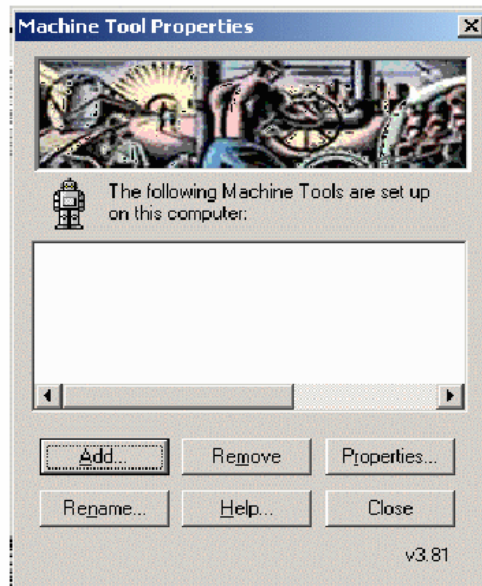 Machine Tool Properties
The following Machine Tools are set up
on this computer:
Add... Remove Properties...
Rename... Help... Close
v3.81